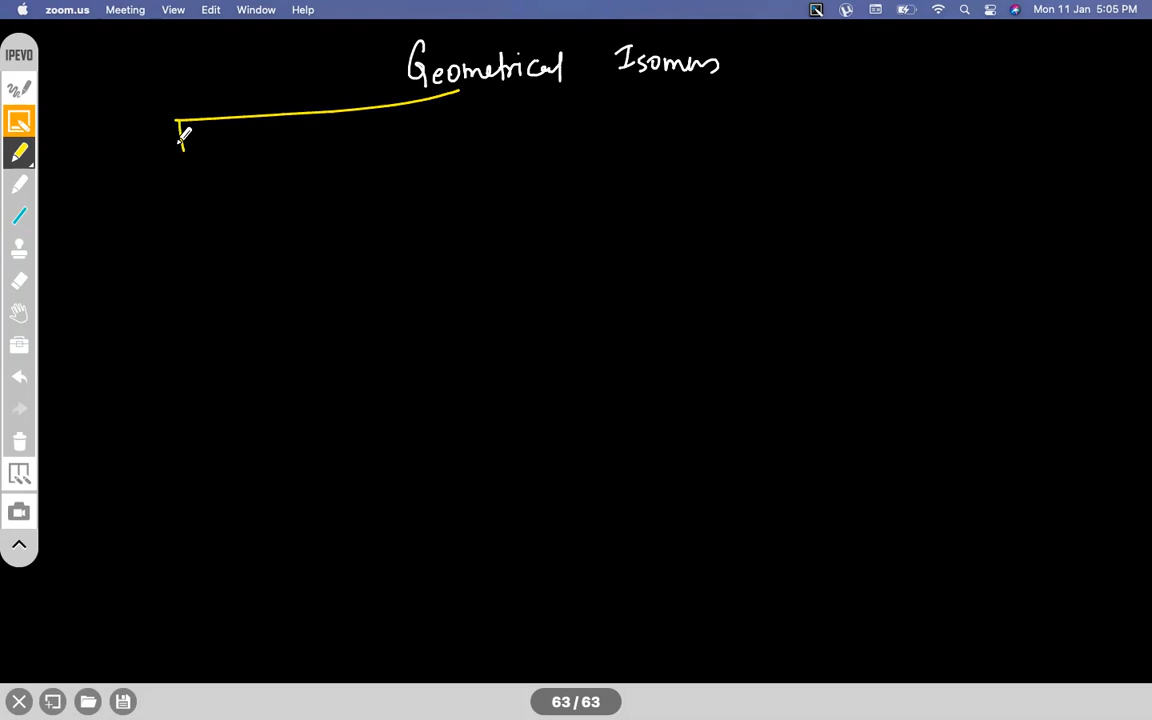 zoom.us Meeting View Edit Window Help Mon 11 Jan 5:05 PM
IPEVO
Geometrical Isomers
63/63